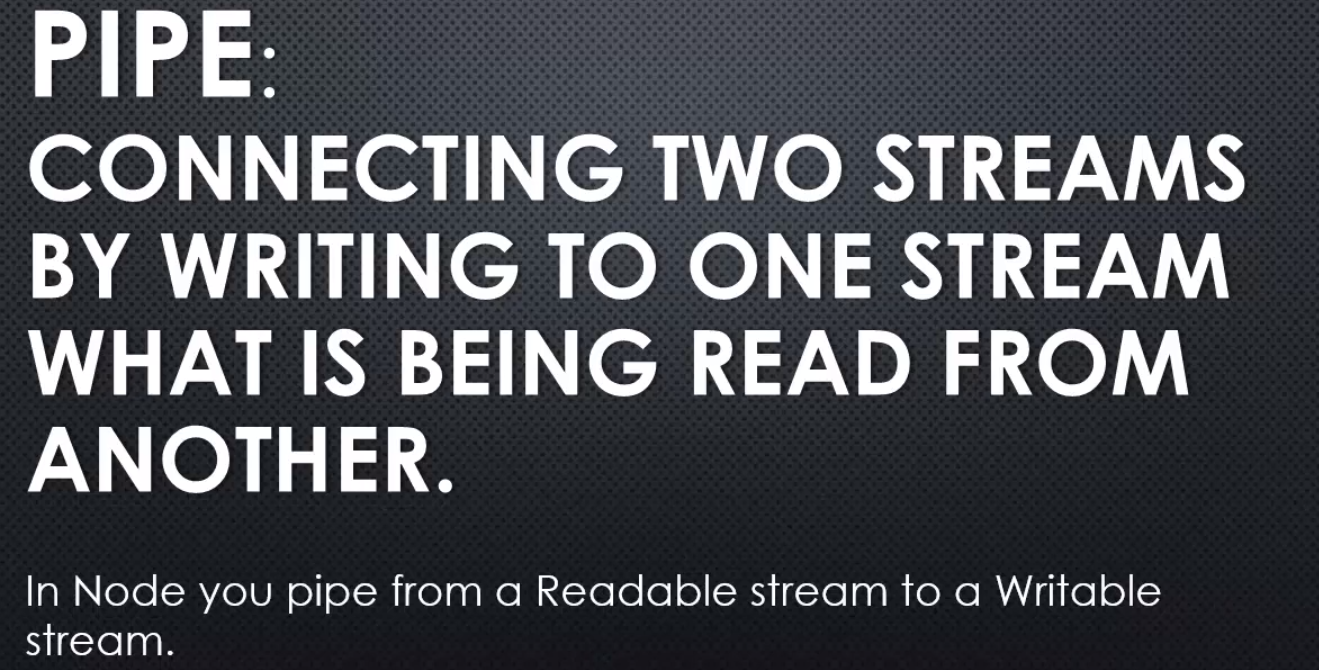 PIPE:
CONNECTING TWO STREAMS
BY WRITING TO ONE STREAM
WHAT IS BEING READ FROM
ANOTHER.
In Node you pipe from a Readable stream to a Writable
stream.